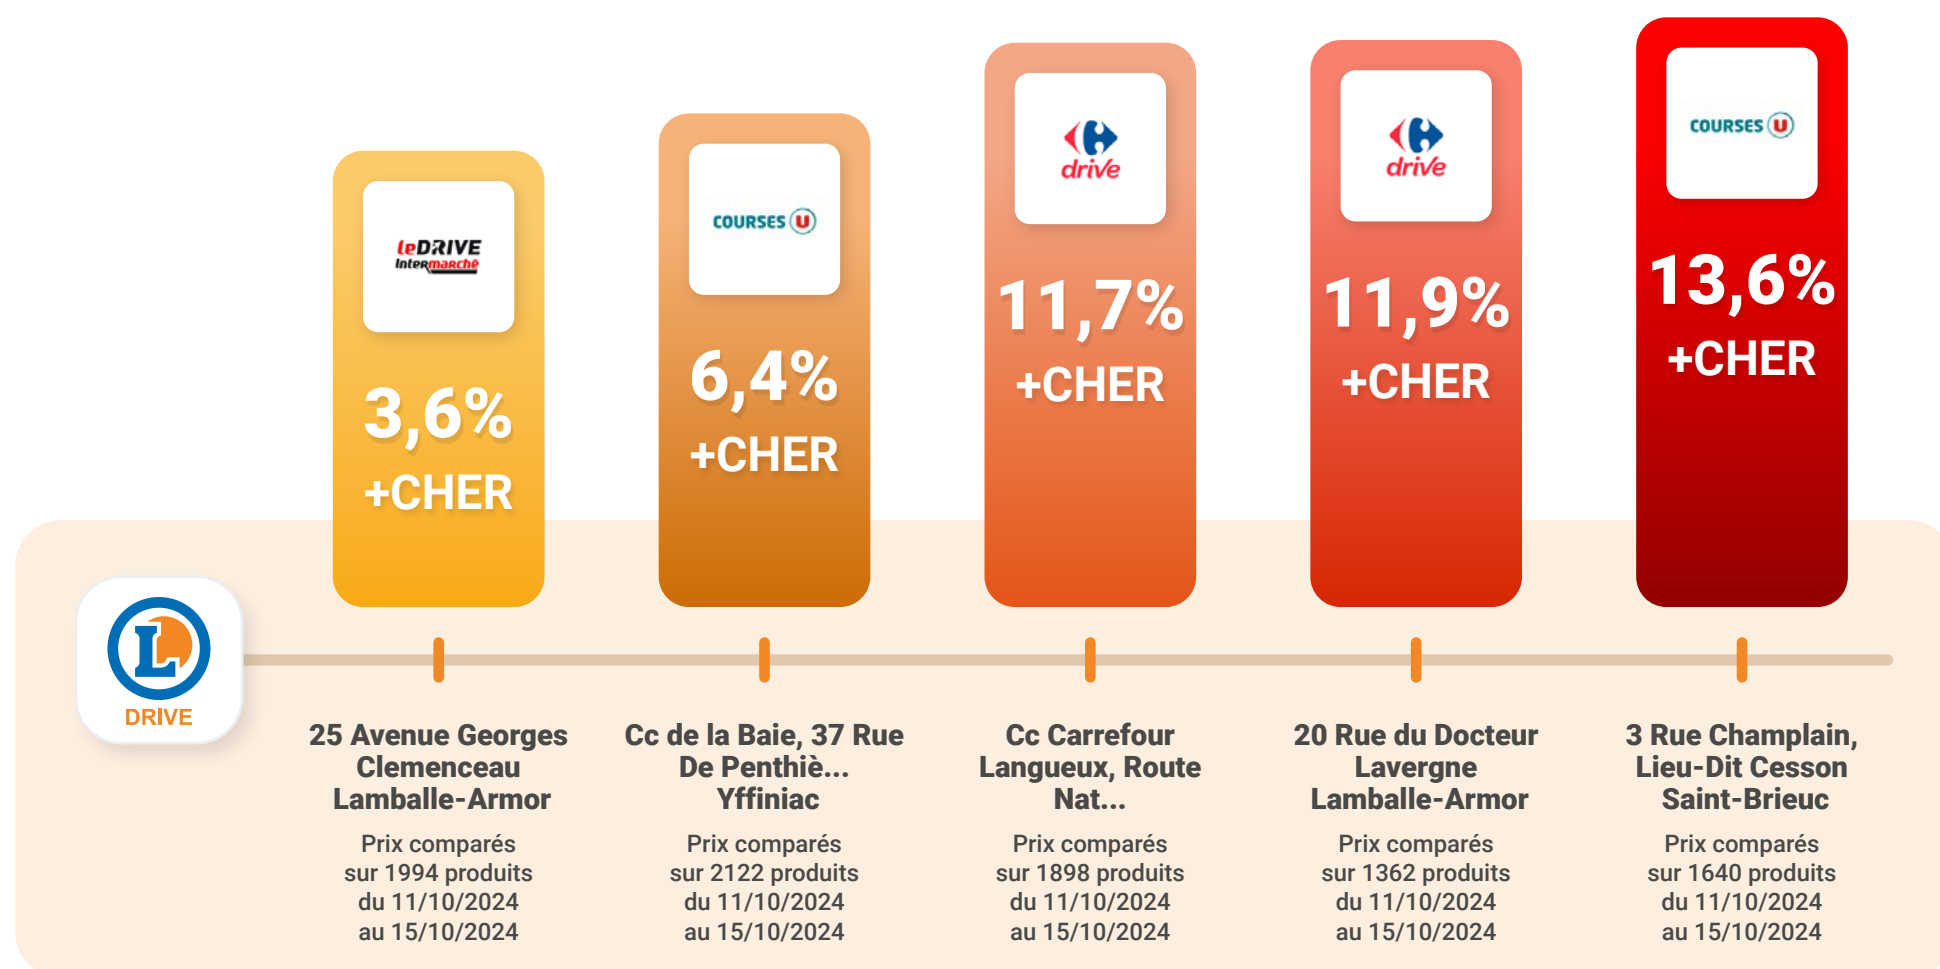 leDRIVE
Intermarché
3,6%
+CHER
COURSES U
6,4%
+CHER
drive
11,7%
+CHER
drive
11,9%
+CHER
COURSES U
13,6%
+CHER
L
DRIVE
25 Avenue Georges
Clemenceau
Lamballe-Armor
Prix comparés
sur 1994 produits
du 11/10/2024
au 15/10/2024
Cc de la Baie, 37 Rue
De Penthiè...
Yffiniac
Prix comparés
sur 2122 produits
du 11/10/2024
au 15/10/2024
Cc Carrefour
Langueux, Route
Nat...
Prix comparés
sur 1898 produits
du 11/10/2024
au 15/10/2024
20 Rue du Docteur
Lavergne
Lamballe-Armor
Prix comparés
sur 1362 produits
du 11/10/2024
au 15/10/2024
3 Rue Champlain,
Lieu-Dit Cesson
Saint-Brieuc
Prix comparés
sur 1640 produits
du 11/10/2024
au 15/10/2024